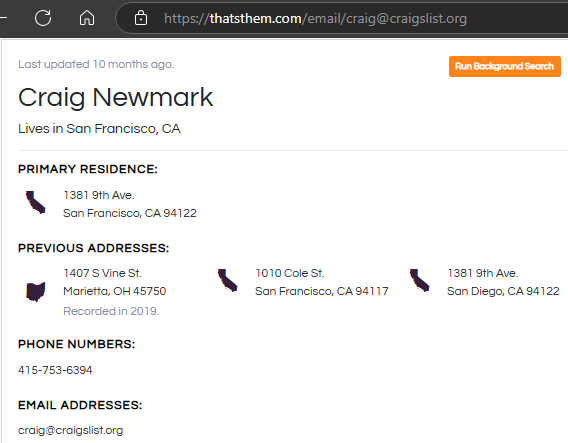 https://thatsthem.com/email/craig@craigslist.org
Last updated 10 months ago.
Run Background Search
Craig Newmark
Lives in San Francisco, CA
PRIMARY RESIDENCE:
1381 9th Ave.
San Francisco, CA 94122
PREVIOUS ADDRESSES:
1407 S Vine St.
Marietta, OH 45750
Recorded in 2019.
1010 Cole St.
San Francisco, CA 94117
1381 9th Ave.
San Diego, CA 94122
PHONE NUMBERS:
415-753-6394
EMAIL ADDRESSES:
craig@craigslist.org